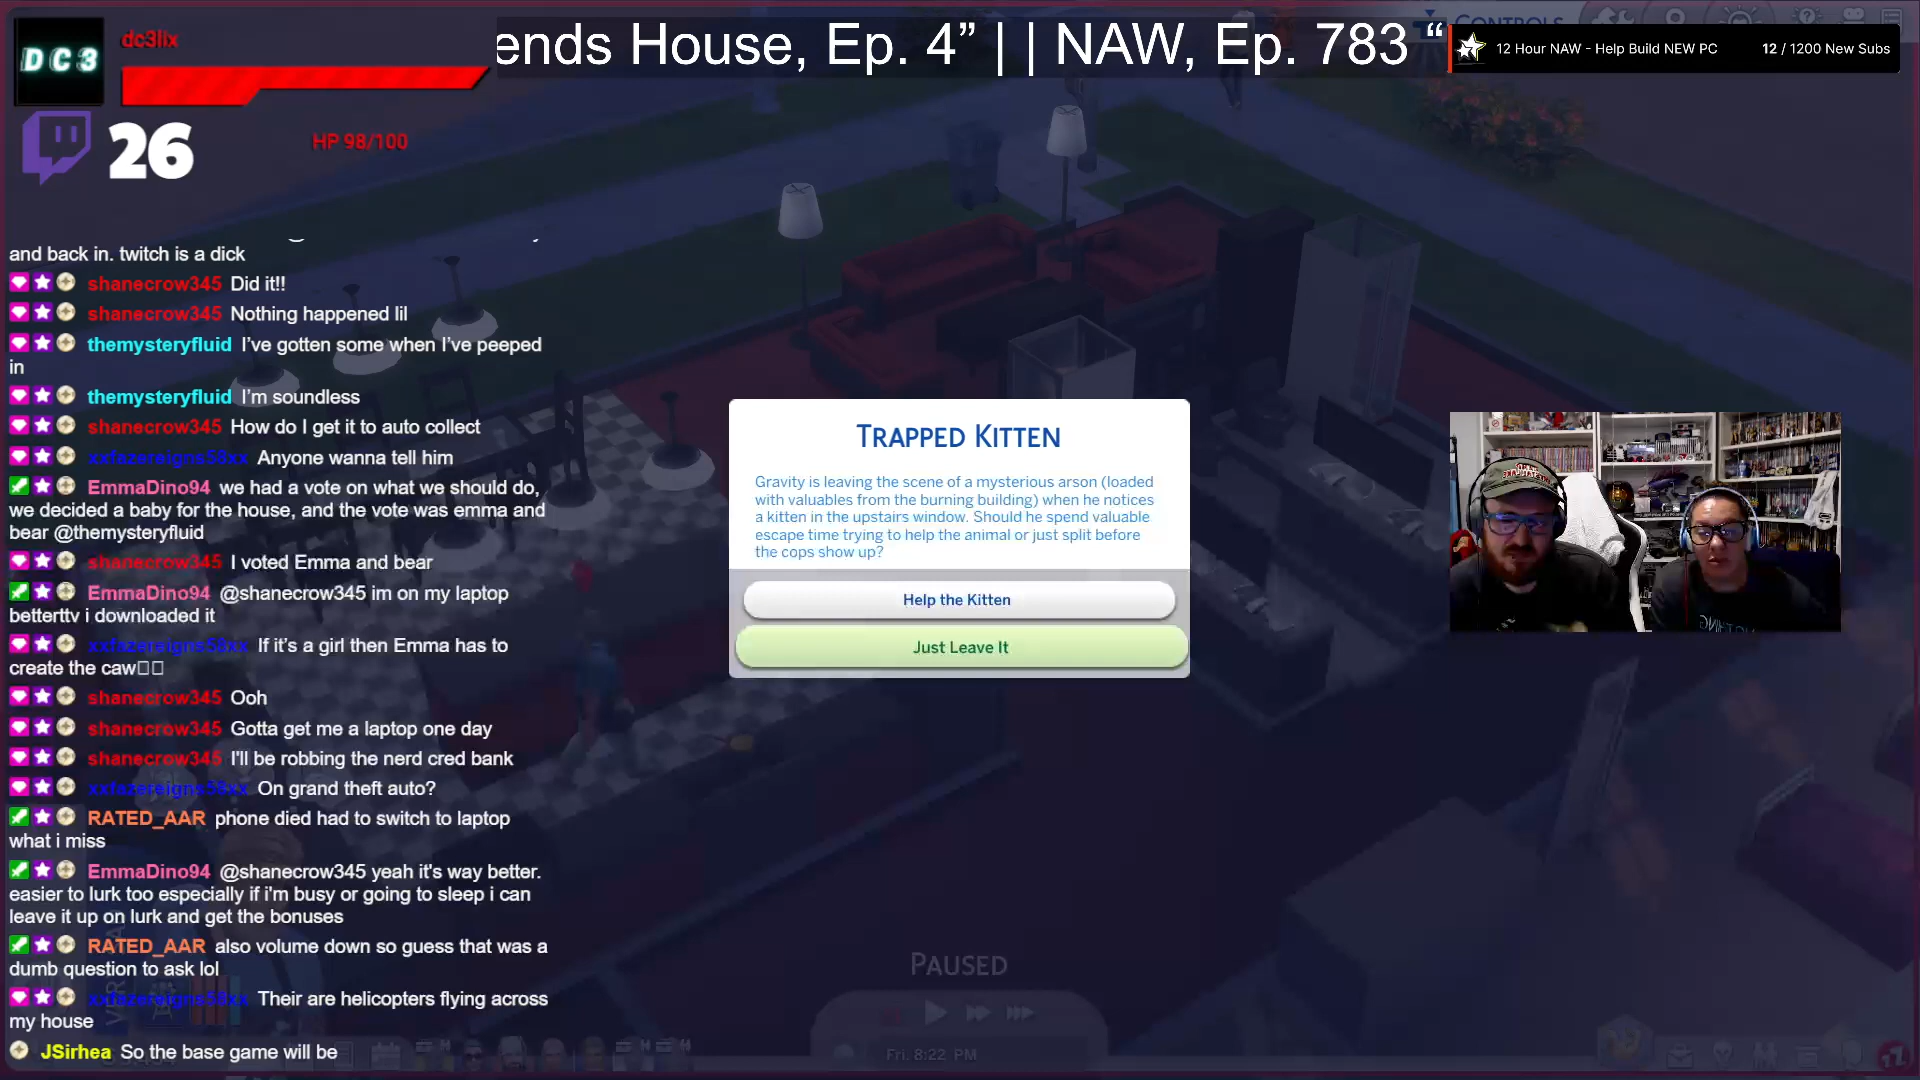 DC3
dc3lix
ends House, Ep. 4” | | NAW, Ep. 783 “
CONTROLS
12 Hour NAW - Help Build NEW PC 12 / 1200 New Subs
26
HP 98/100
and back in. twitch is a dick
shanecrow345 Did it!!
shanecrow345 Nothing happened lil
themysteryfluid I’ve gotten some when I’ve peeped
in
themysteryfluid I’m soundless
shanecrow345 How do I get it to auto collect
xxfazereigns58xx Anyone wanna tell him
EmmaDino94 we had a vote on what we should do,
we decided a baby for the house, and the vote was emma and
bear @themysteryfluid
shanecrow345 I voted Emma and bear
EmmaDino94 @shanecrow345 im on my laptop
betterttv i downloaded it
xxfazereigns58xx If it’s a girl then Emma has to
create the caw
shanecrow345 Ooh
shanecrow345 Gotta get me a laptop one day
shanecrow345 I'll be robbing the nerd cred bank
xxfazereigns58xx On grand theft auto?
RATED_AAR phone died had to switch to laptop
what i miss
EmmaDino94 @shanecrow345 yeah it's way better.
easier to lurk too especially if i'm busy or going to sleep i can
leave it up on lurk and get the bonuses
RATED_AAR also volume down so guess that was a
dumb question to ask lol
xxfazereigns58xx Their are helicopters flying across
my house
JSirhea So the base game will be
TRAPPED KITTEN
Gravity is leaving the scene of a mysterious arson (loaded
with valuables from the burning building) when he notices
a kitten in the upstairs window. Should he spend valuable
escape time trying to help the animal or just split before
the cops show up?
Help the Kitten
Just Leave It
PAUSED
Fri. 8:22 PM